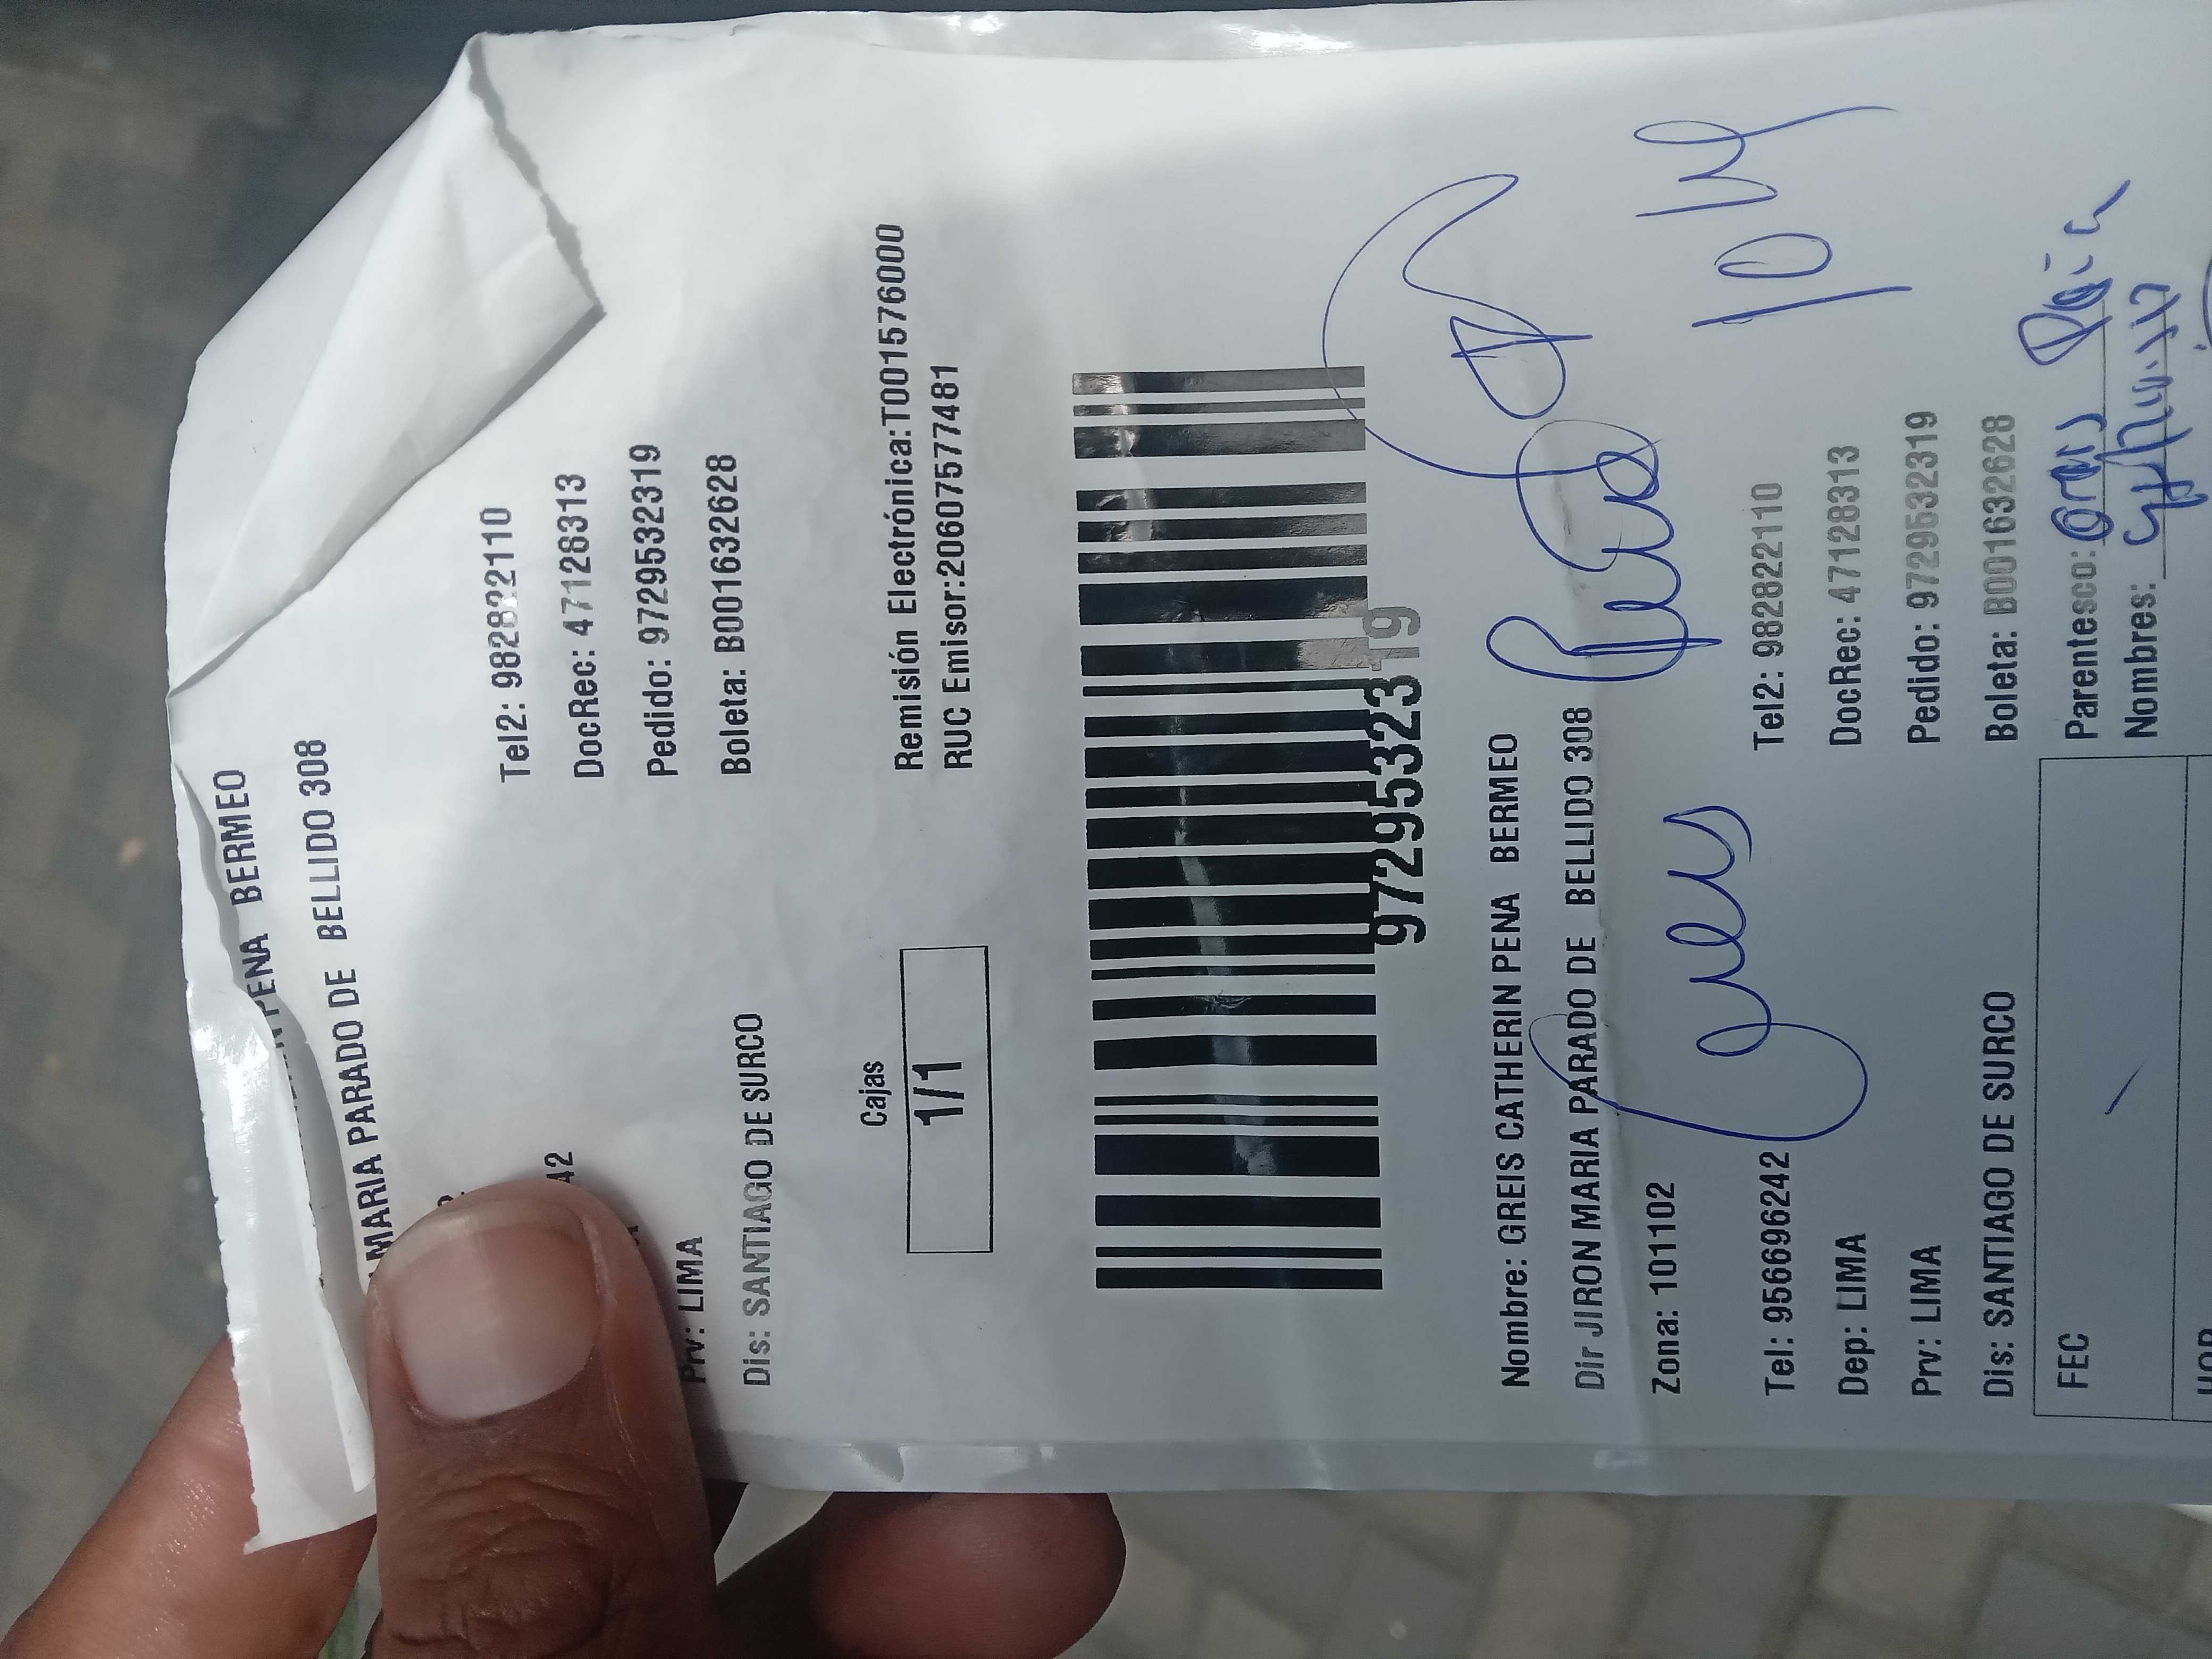 PENA BERMEO
MARIA PARADO DE BELLIDO 308
42
Tel2: 982822110
DocRec: 47128313
Prv: LIMA
Pedido: 9729532319
Dis: SANTIAGO DE SURCO
Boleta: B001632628
Cajas
1/1
Remisión Electrónica:T001576000
RUC Emisor:20607577481
9729532319
Nombre: GREIS CATHERIN PENA BERMEO
Dir JIRON MARIA PARADO DE BELLIDO 308
Zona: 101102
Tel: 956696242
Tel2: 982822110
Dep: LIMA
DocRec: 47128313
Prv: LIMA
Pedido: 9729532319
Dis: SANTIAGO DE SURCO
Boleta: B001632628
FEC
Parentesco:
Nombres: